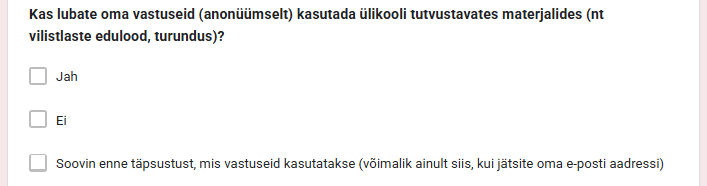 Kas lubate oma vastuseid (anonüümselt) kasutada ülikooli tutvustavates materjalides (nt
vilistlaste edulood, turundus)?
Jah
Ei
Soovin enne täpsustust, mis vastuseid kasutatakse (võimalik ainult siis, kui jätsite oma e-posti aadressi)